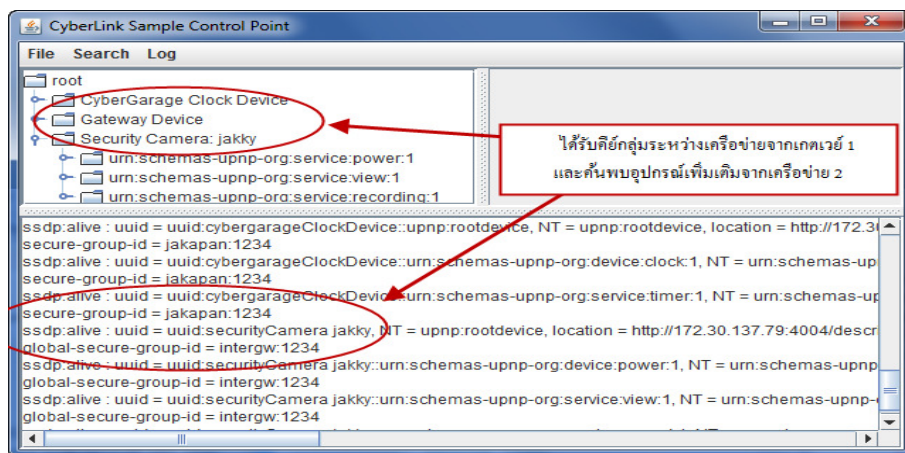 CyberLink Sample Control Point
File Search Log
root
CyberGarage Clock Device
Gateway Device
Security Camera: jakky
urn:schemas-upnp-org:service:power:1
urn:schemas-upnp-org:service:view:1
urn:schemas-upnp-org:service:recording:1
ได้รับคีย์กลุ่มระหว่างเครือข่ายจากเกตเวย์ 1
และค้นพบอุปกรณ์เพิ่มเติมจากเครือข่าย 2
ssdp:alive : uuid = uuid:cybergarageClockDevice::upnp:rootdevice, NT = upnp:rootdevice, location = http://172.3
secure-group-id = jakapan:1234
ssdp:alive : uuid = uuid:cybergarageClockDevice::urn:schemas-upnp-org:device:clock:1, NT = urn:schemas-up
secure-group-id = jakapan:1234
ssdp:alive : uuid = uuid:cybergarageClockDevice::urn:schemas-upnp-org:service:timer:1, NT = urn:schemas-up
secure-group-id = jakapan:1234
ssdp:alive : uuid = uuid:securityCamera jakky, NT = upnp:rootdevice, location = http://172.30.137.79:4004/descr
global-secure-group-id = intergw:1234
ssdp:alive : uuid = uuid:securityCamera jakky::urn:schemas-upnp-org:device:power:1, NT = urn:schemas-upnp
global-secure-group-id = intergw:1234
ssdp:alive : uuid = uuid:securityCamera jakky::urn:schemas-upnp-org:service:view:1, NT = urn:schemas-upnp-
global-secure-group-id = intergw:1234